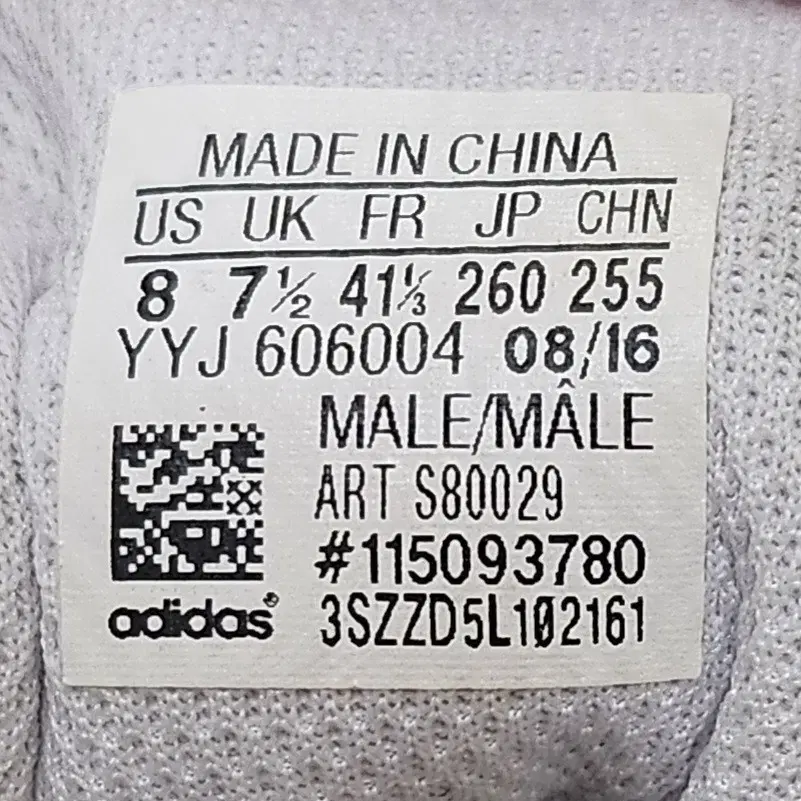 MADE IN CHINA
US UK FR JP CHN
8 7½ 41⅓ 260 255
YYJ 606004 08/16
MALE/MÂLE
ART S80029
#115093780
adidas® 3SZZD5L102161